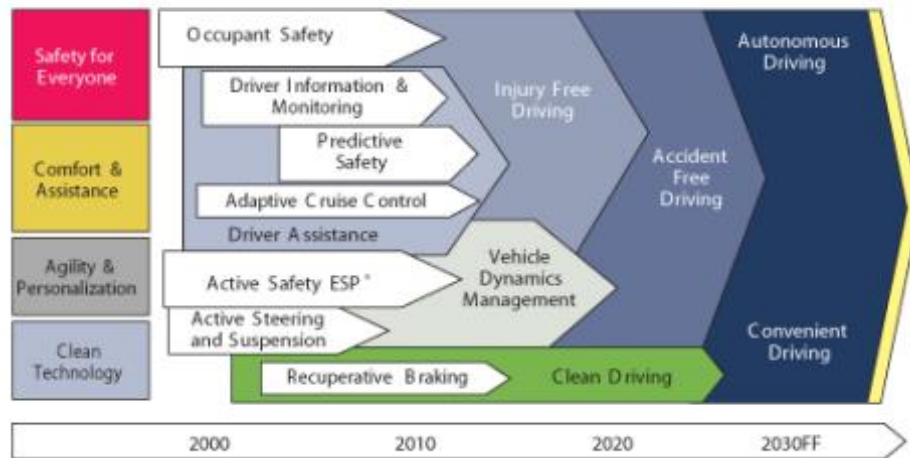 Safety for
Everyone
Comfort &
Assistance
Agility &
Personalization
Clean
Technology
Occupant Safety
Driver Information &
Monitoring
Predictive
Safety
Adaptive Cruise Control
Driver Assistance
Active Safety ESP*
Active Steering
and Suspension
Recuperative Braking
Injury Free
Driving
Vehicle
Dynamics
Management
Clean Driving
Accident
Free
Driving
Autonomous
Driving
Convenient
Driving
2000
2010
2020
2030FF